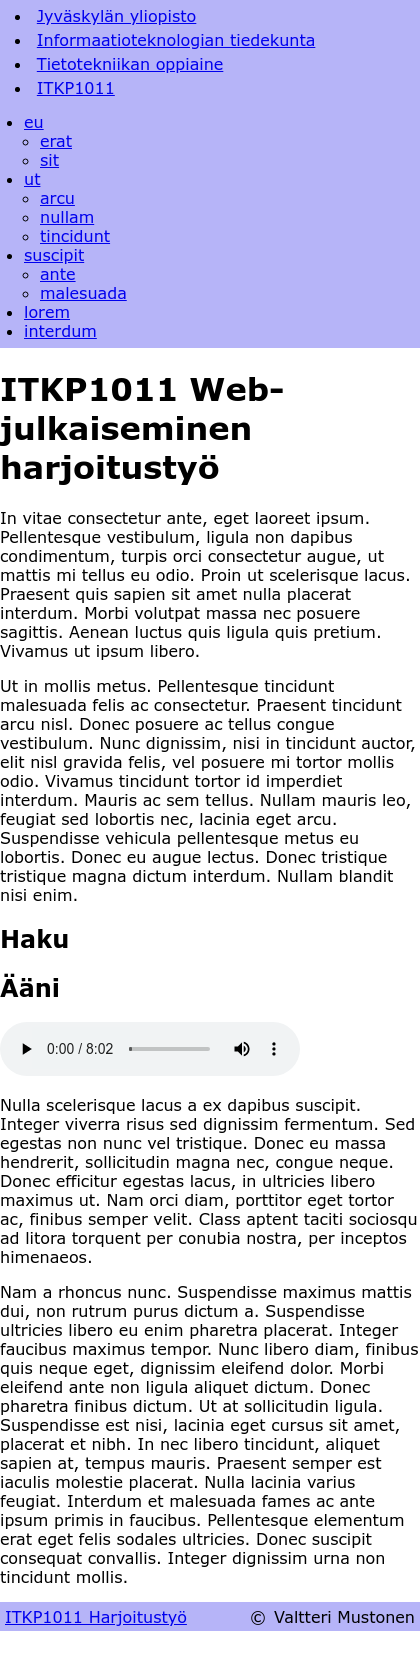 Jyväskylän yliopisto
Informaatioteknologian tiedekunta
Tietotekniikan oppiaine
ITKP1011
eu
erat
sit
ut
arcu
nullam
tincidunt
suscipit
ante
malesuada
lorem
interdum
ITKP1011 Web-
julkaiseminen
harjoitustyö
In vitae consectetur ante, eget laoreet ipsum.
Pellentesque vestibulum, ligula non dapibus
condimentum, turpis orci consectetur augue, ut
mattis mi tellus eu odio. Proin ut scelerisque lacus.
Praesent quis sapien sit amet nulla placerat
interdum. Morbi volutpat massa nec posuere
sagittis. Aenean luctus quis ligula quis pretium.
Vivamus ut ipsum libero.
Ut in mollis metus. Pellentesque tincidunt
malesuada felis ac consectetur. Praesent tincidunt
arcu nisl. Donec posuere ac tellus congue
vestibulum. Nunc dignissim, nisi in tincidunt auctor,
elit nisl gravida felis, vel posuere mi tortor mollis
odio. Vivamus tincidunt tortor id imperdiet
interdum. Mauris ac sem tellus. Nullam mauris leo,
feugiat sed lobortis nec, lacinia eget arcu.
Suspendisse vehicula pellentesque metus eu
lobortis. Donec eu augue lectus. Donec tristique
tristique magna dictum interdum. Nullam blandit
nisi enim.
Haku
Ääni
0:00 / 8:02
Nulla scelerisque lacus a ex dapibus suscipit.
Integer viverra risus sed dignissim fermentum. Sed
egestas non nunc vel tristique. Donec eu massa
hendrerit, sollicitudin magna nec, congue neque.
Donec efficitur egestas lacus, in ultricies libero
maximus ut. Nam orci diam, porttitor eget tortor
ac, finibus semper velit. Class aptent taciti sociosqu
ad litora torquent per conubia nostra, per inceptos
himenaeos.
Nam a rhoncus nunc. Suspendisse maximus mattis
dui, non rutrum purus dictum a. Suspendisse
ultricies libero eu enim pharetra placerat. Integer
faucibus maximus tempor. Nunc libero diam, finibus
quis neque eget, dignissim eleifend dolor. Morbi
eleifend ante non ligula aliquet dictum. Donec
pharetra finibus dictum. Ut at sollicitudin ligula.
Suspendisse est nisi, lacinia eget cursus sit amet,
placerat et nibh. In nec libero tincidunt, aliquet
sapien at, tempus mauris. Praesent semper est
iaculis molestie placerat. Nulla lacinia varius
feugiat. Interdum et malesuada fames ac ante
ipsum primis in faucibus. Pellentesque elementum
erat eget felis sodales ultricies. Donec suscipit
consequat convallis. Integer dignissim urna non
tincidunt mollis.
ITKP1011 Harjoitustyö © Valtteri Mustonen